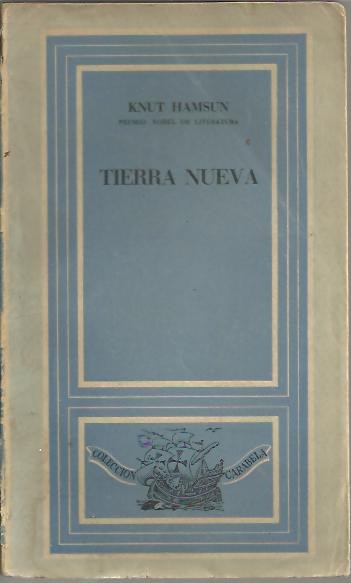 KNUT HAMSUN
PREMIO NOBEL DE LITERATURA
TIERRA NUEVA
COLECCION CARABELA